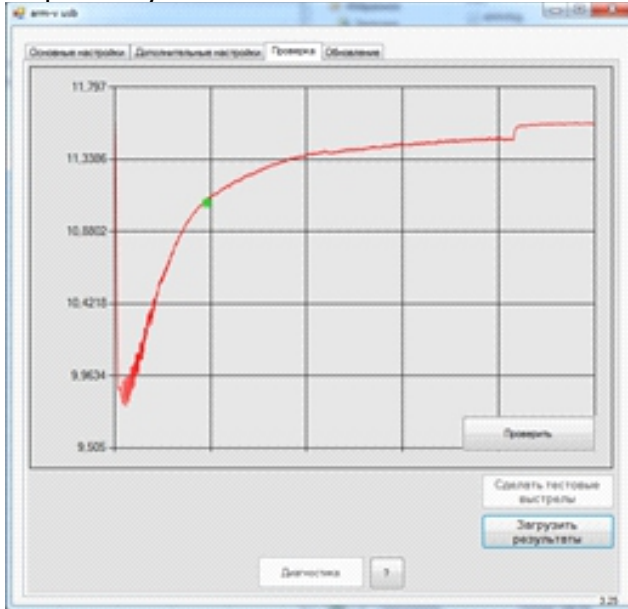 arm-v usb
Основные настройки Дополнительные настройки Проверка Обновление
11,797
11,3386
10,8802
10,4218
9,9634
9,505
Проверить
Сделать тестовые
выстрелы
Загрузить
результаты
Диагностика ?
3.25